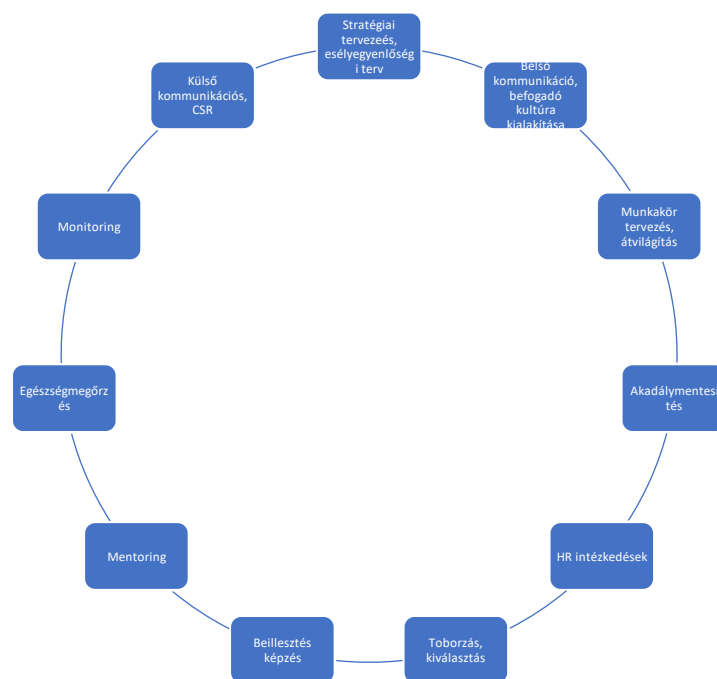 Stratégiai
tervezeés,
esélyegyenlőség
i terv
Belső
kommunikáció,
befogadó
kultúra
kialakítása
Munkakör
tervezés,
átvilágítás
Akadálymentesí
tés
HR intézkedések
Toborzás,
kiválasztás
Beillesztés
képzés
Mentoring
Egészségmegőrz
és
Monitoring
Külső
kommunikációs,
CSR